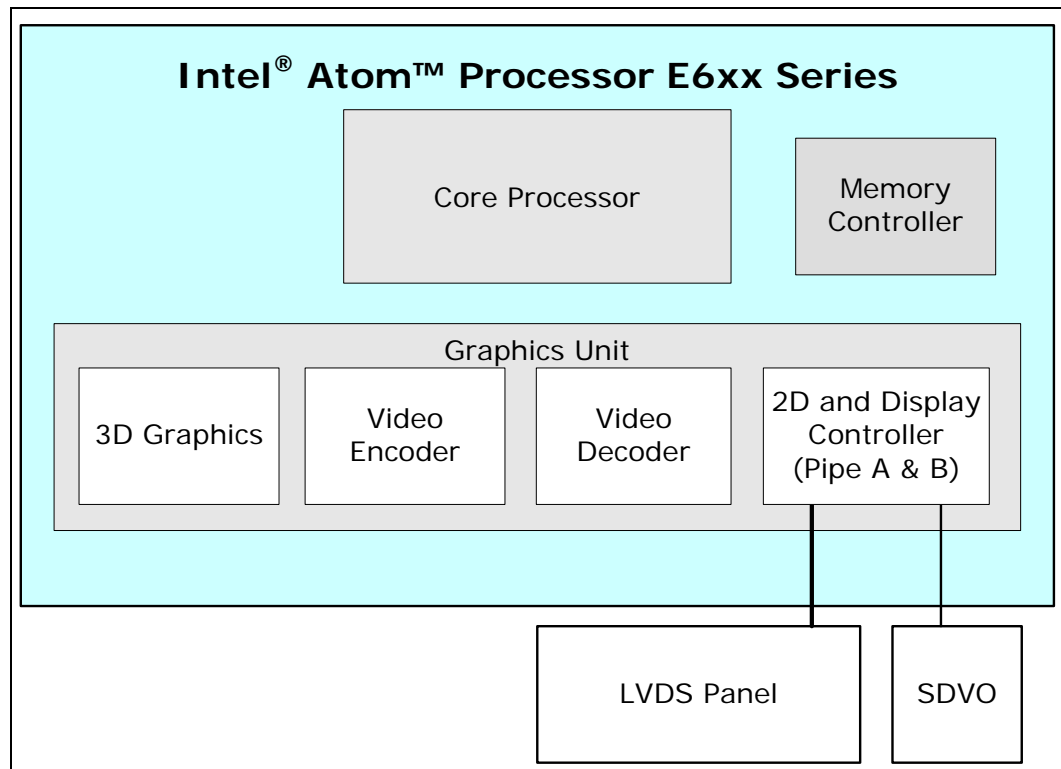 Intel® Atom™ Processor E6xx Series
Core Processor
Memory
Controller
Graphics Unit
3D Graphics
Video
Encoder
Video
Decoder
2D and Display
Controller
(Pipe A & B)
LVDS Panel
SDVO